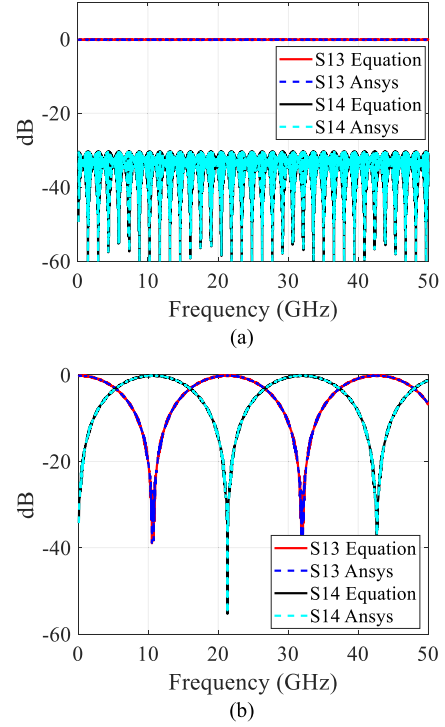 0
S13 Equation
S13 Ansys
S14 Equation
S14 Ansys
-20
dB
-40
-60
0 10 20 30 40 50
Frequency (GHz)
(a)
0
-20
dB
-40
S13 Equation
S13 Ansys
S14 Equation
S14 Ansys
-60
0 10 20 30 40 50
Frequency (GHz)
(b)